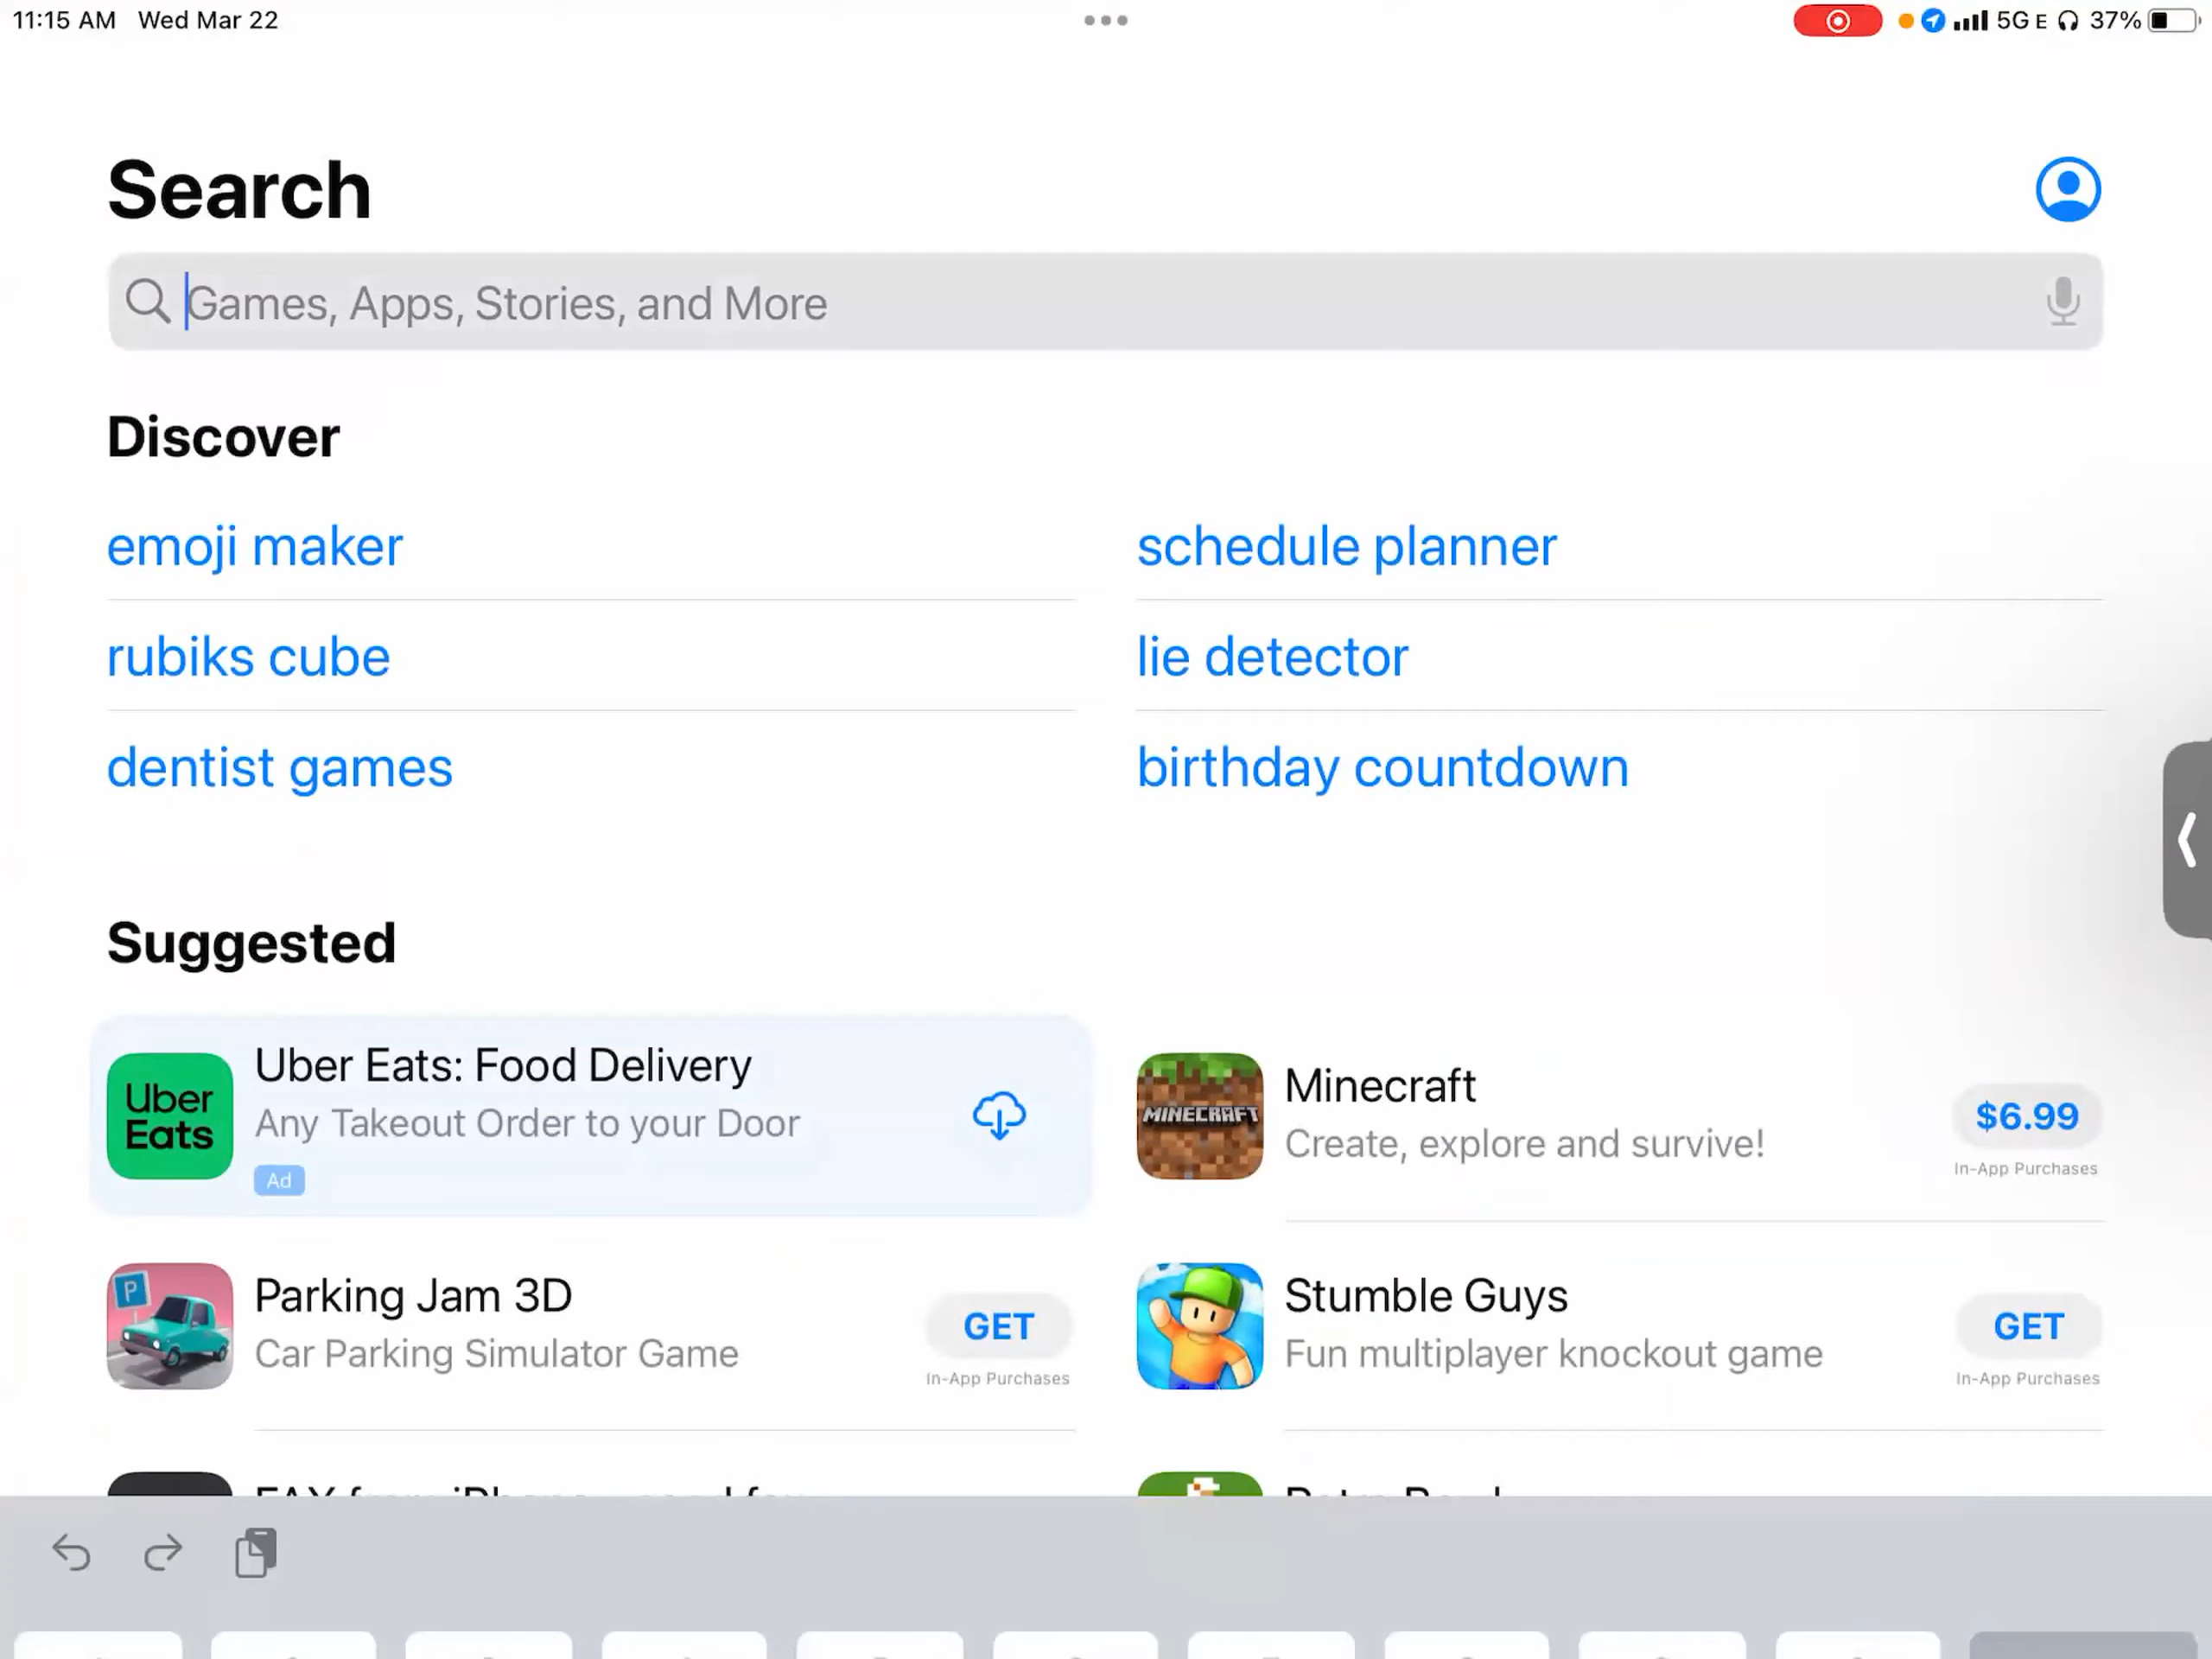 11:15 AM Wed Mar 22
5G E 37%
Search
Games, Apps, Stories, and More
Discover
emoji maker
schedule planner
rubiks cube
lie detector
dentist games
birthday countdown
Suggested
Uber Eats
Uber Eats: Food Delivery
Any Takeout Order to your Door
Ad
MINECRAFT
Minecraft
Create, explore and survive!
$6.99
In-App Purchases
P
Parking Jam 3D
Car Parking Simulator Game
GET
In-App Purchases
Stumble Guys
Fun multiplayer knockout game
GET
In-App Purchases
FAX from iPhone